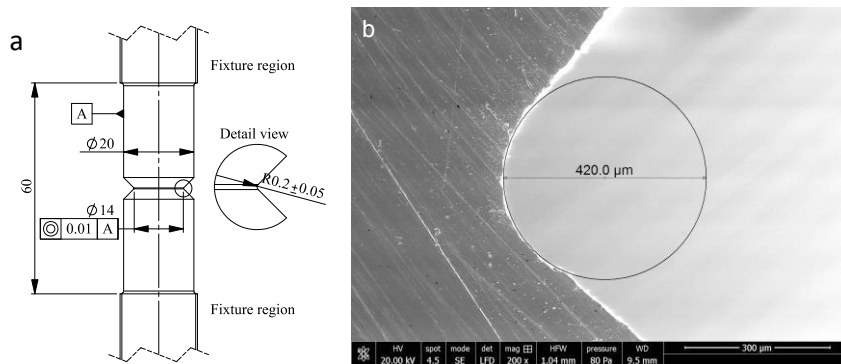 a
Fixture region
A
Detail view
⌀20
R0.2±0.05
60
⌀14
◎ 0.01 A
Fixture region
b
420.0 µm
HV spot mode det mag ⊞ HFW pressure WD
20.00 kV 4.5 SE LFD 200 x 1.04 mm 80 Pa 9.5 mm
300 µm